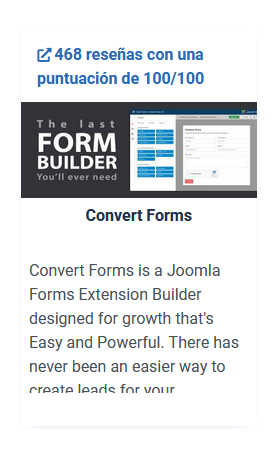 468 reseñas con una
puntuación de 100/100
The last
FORM
BUILDER
You'll ever need
Convert Forms
Convert Forms is a Joomla
Forms Extension Builder
designed for growth that's
Easy and Powerful. There has
never been an easier way to
create leads for your